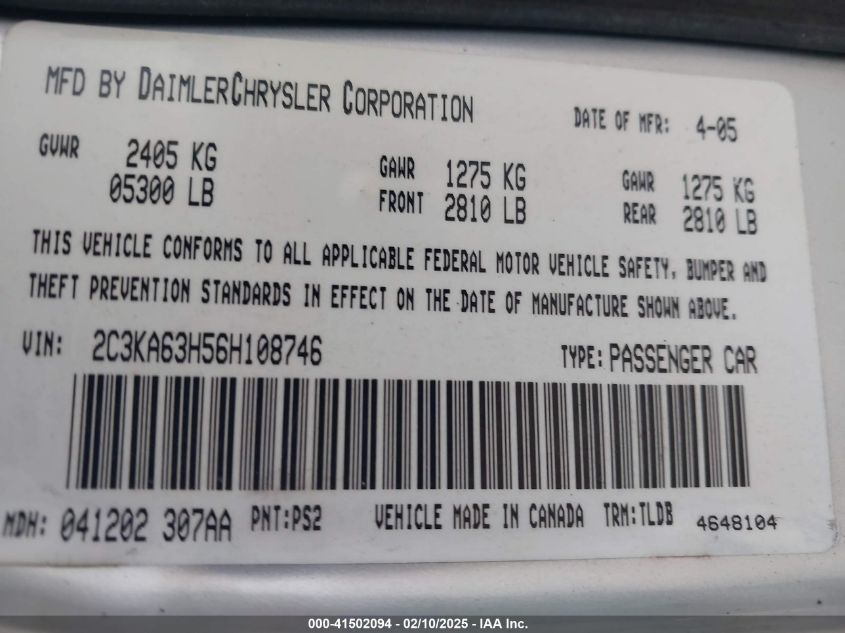 MFD BY DAIMLERCHRYSLER CORPORATION DATE OF MFR: 4-05
GVWR 2405 KG GAWR 1275 KG GAWR 1275 KG
05300 LB FRONT 2810 LB REAR 2810 LB
THIS VEHICLE CONFORMS TO ALL APPLICABLE FEDERAL MOTOR VEHICLE SAFETY, BUMPER AND
THEFT PREVENTION STANDARDS IN EFFECT ON THE DATE OF MANUFACTURE SHOWN ABOVE.
VIN: 2C3KA63H56H108746 TYPE: PASSENGER CAR
MDH: 041202 307AA PNT:PS2 VEHICLE MADE IN CANADA TRM:TLDB 4648104
000-41502094 - 02/10/2025 - IAA Inc.